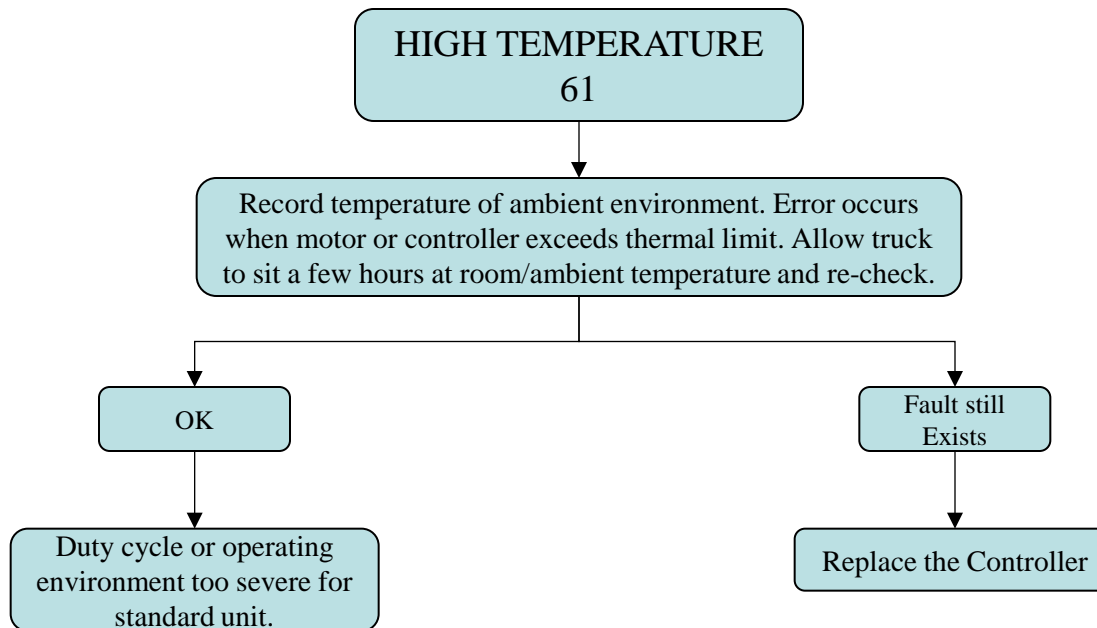 HIGH TEMPERATURE
61
Record temperature of ambient environment. Error occurs
when motor or controller exceeds thermal limit. Allow truck
to sit a few hours at room/ambient temperature and re-check.
OK
Fault still
Exists
Duty cycle or operating
environment too severe for
standard unit.
Replace the Controller